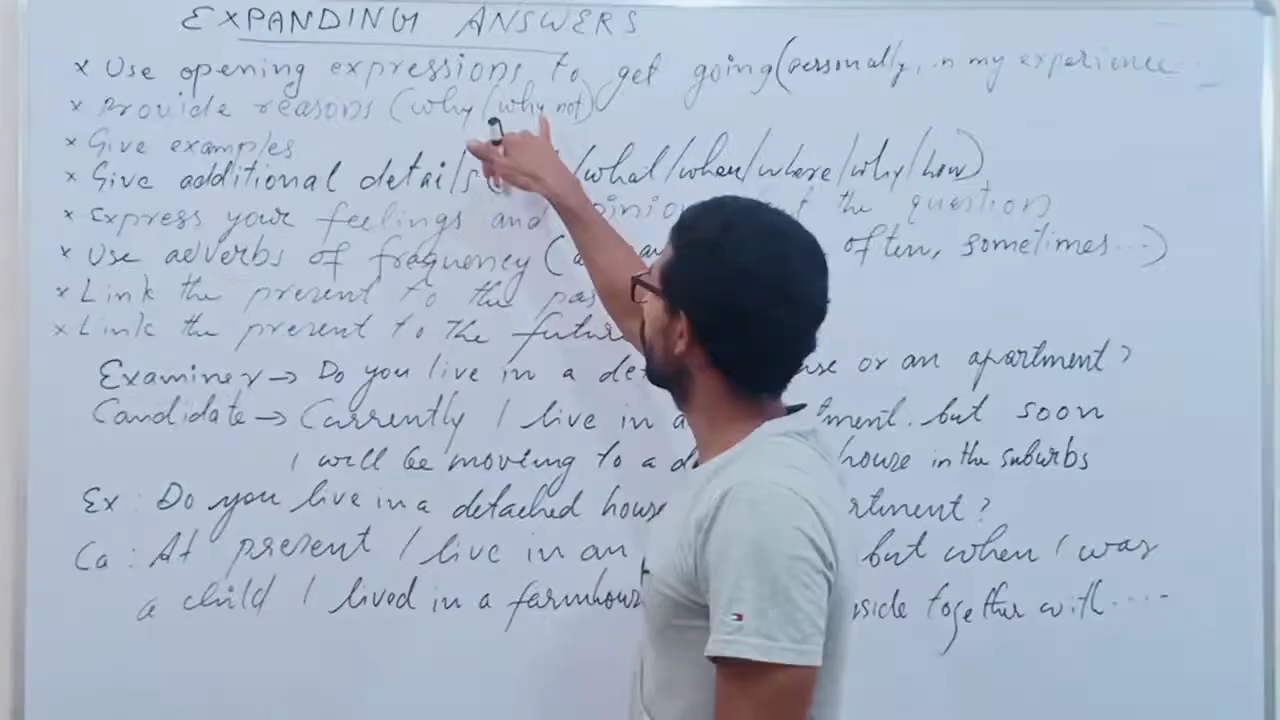 EXPANDING ANSWERS
* Use opening expressions to get going (personally, in my experience...)
* Provide reasons (why (why not)
* Give examples
* Give additional details /what/when/where/why/how)
* Express your feelings and the question
* Use adverbs of frequency ( often, sometimes...)
* Link the present to the
* Link the present to the
Examiner → Do you live in a or an apartment?
Candidate → Currently I live in a but soon
I will be moving to a house in the suburbs
Ex: Do you live in a detached house
Ca: At present I live in an but when I was
a child I lived in a together with....